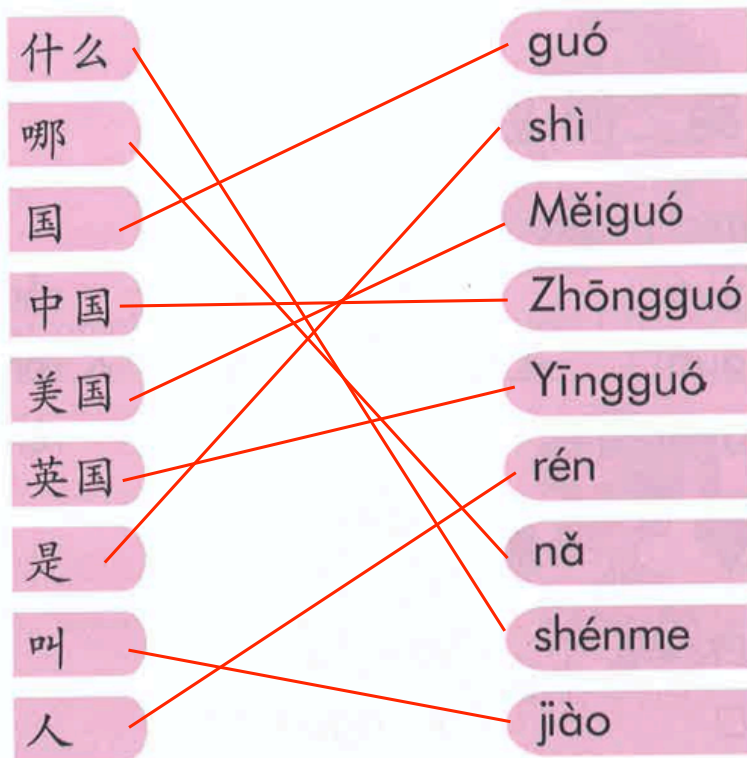 什么
guó
哪
shì
国
Měiguó
中国
Zhōngguó
美国
Yīngguó
英国
rén
是
nǎ
叫
shénme
人
jiào